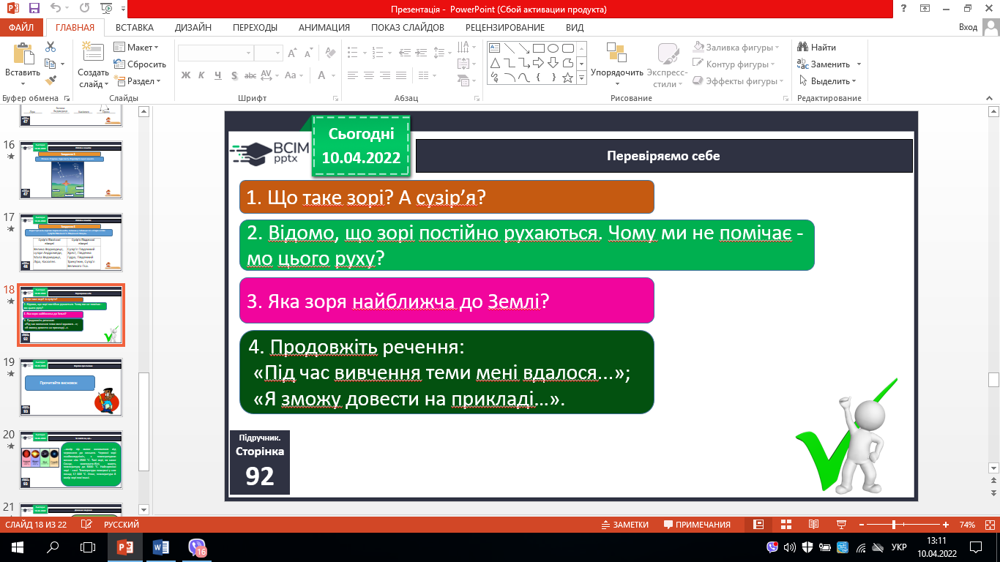 Презентація - PowerPoint (Сбой активации продукта)
ФАЙЛ
ГЛАВНАЯ
ВСТАВКА
ДИЗАЙН
ПЕРЕХОДЫ
АНИМАЦИЯ
ПОКАЗ СЛАЙДОВ
РЕЦЕНЗИРОВАНИЕ
ВИД
Вход
Вставить
Создать слайд
Макет
Сбросить
Раздел
Заливка фигуры
Контур фигуры
Эффекты фигуры
Упорядочить
Экспресс-стили
Найти
Заменить
Выделить
Буфер обмена
Слайды
Шрифт
Абзац
Рисование
Редактирование
16
17
18
19
Прочитайте висновок
20
21
Сьогодні
10.04.2022
ВСІМ
pptx
Перевіряємо себе
1. Що таке зорі? А сузір’я?
2. Відомо, що зорі постійно рухаються. Чому ми не помічає -
мо цього руху?
3. Яка зоря найближча до Землі?
4. Продовжіть речення:
«Під час вивчення теми мені вдалося…»;
«Я зможу довести на прикладі…».
Підручник.
Сторінка
92
СЛАЙД 18 ИЗ 22
РУССКИЙ
ЗАМЕТКИ
ПРИМЕЧАНИЯ
74%
16
УКР
13:11
10.04.2022